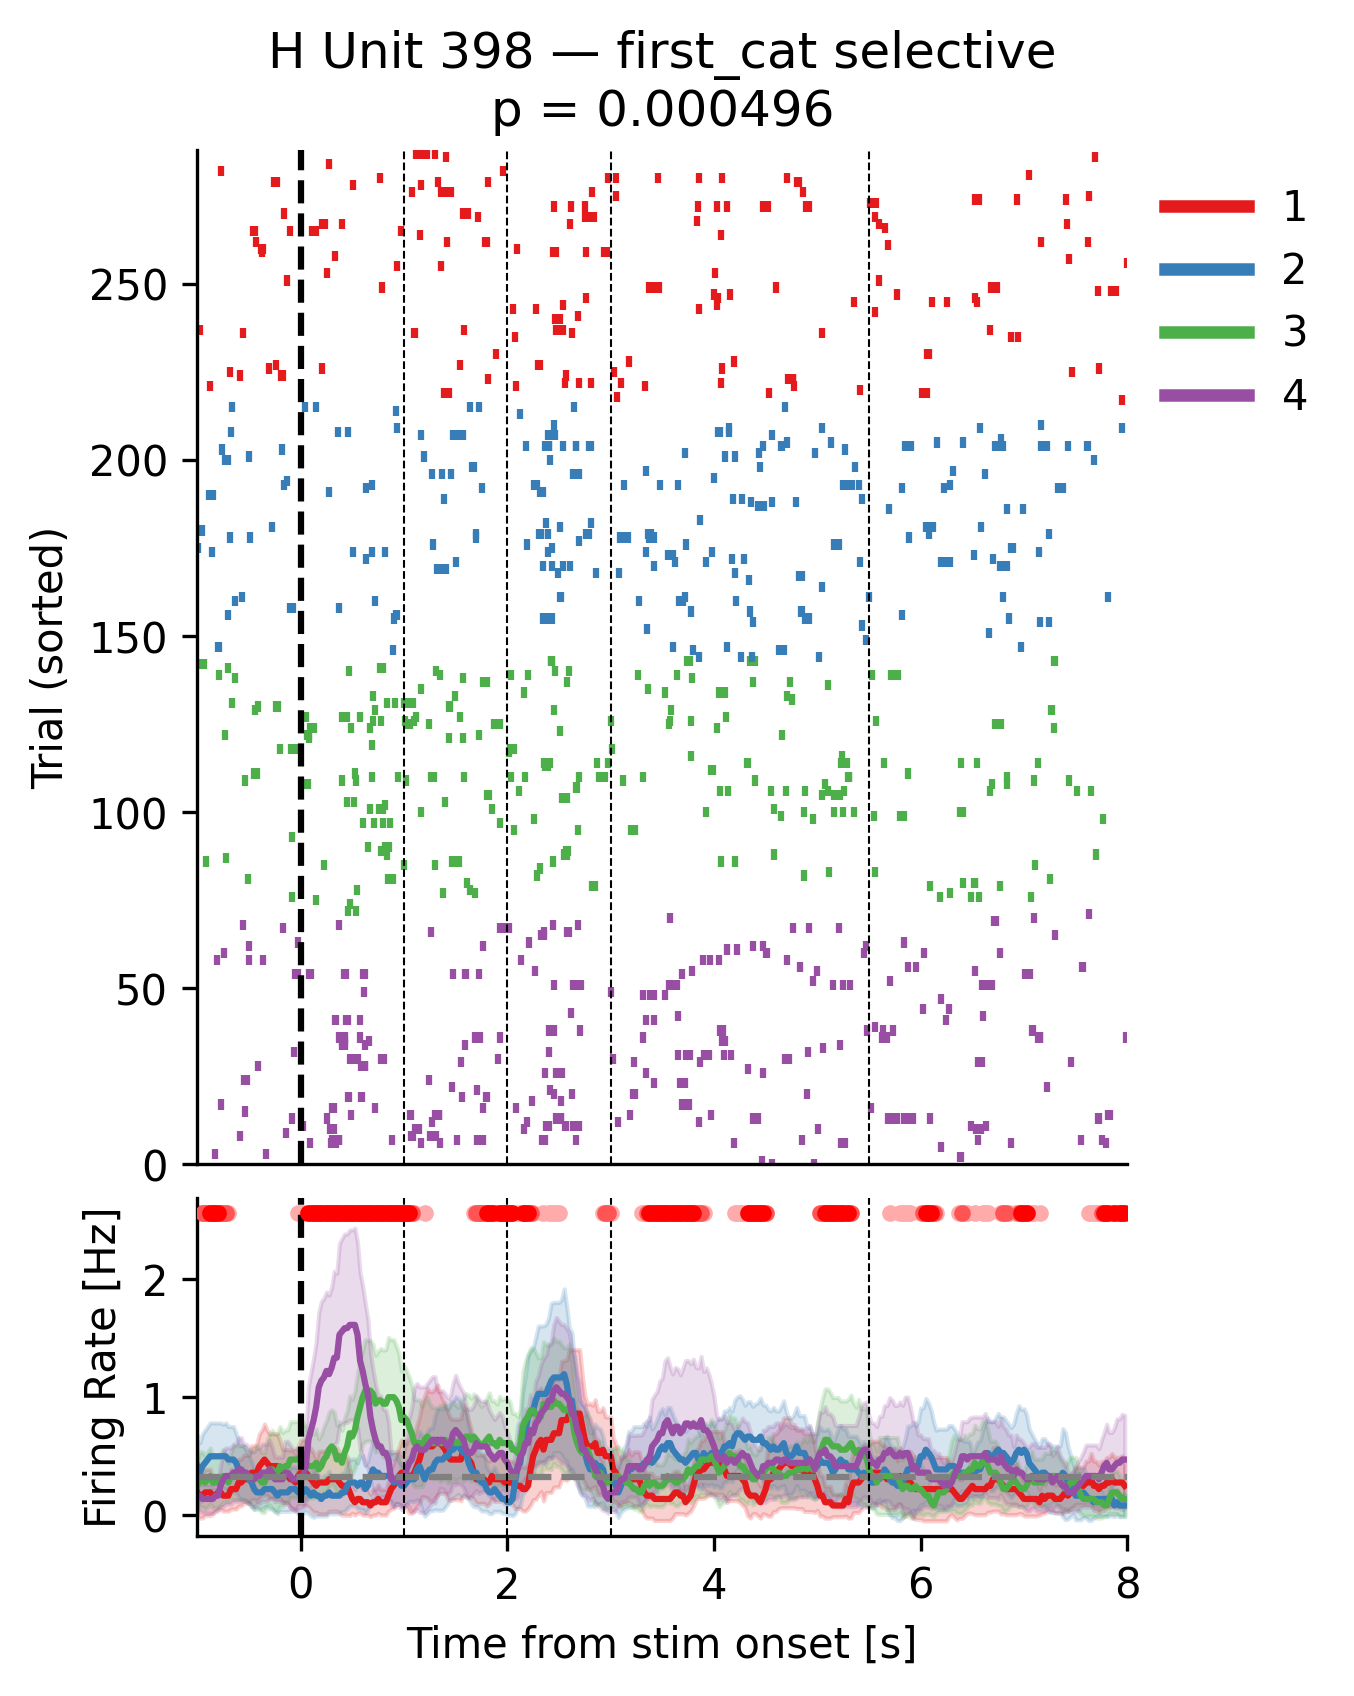 H Unit 398 — first_cat selective
p = 0.000496
Trial (sorted)
250
200
150
100
50
0
1
2
3
4
Firing Rate [Hz]
2
1
0
0 2 4 6 8
Time from stim onset [s]